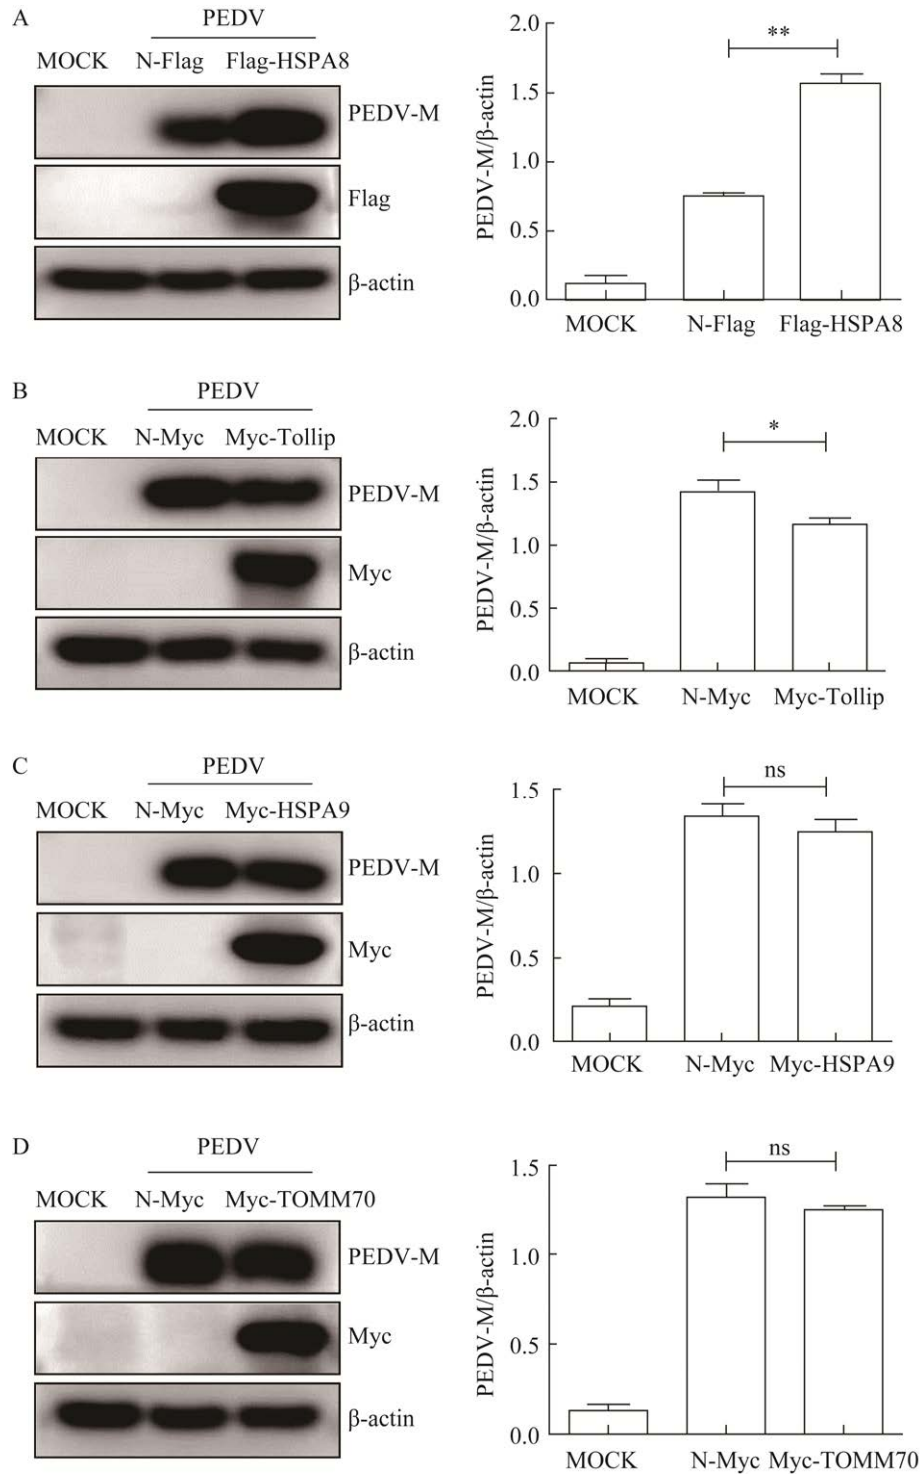 A
PEDV
MOCK N-Flag Flag-HSPA8
PEDV-M
Flag
β-actin
PEDV-M/β-actin
2.0
**
1.5
1.0
0.5
0.0
MOCK N-Flag Flag-HSPA8
B
PEDV
MOCK N-Myc Myc-Tollip
PEDV-M
Myc
β-actin
PEDV-M/β-actin
2.0
*
1.5
1.0
0.5
0.0
MOCK N-Myc Myc-Tollip
C
PEDV
MOCK N-Myc Myc-HSPA9
PEDV-M
Myc
β-actin
PEDV-M/β-actin
ns
1.5
1.0
0.5
0.0
MOCK N-Myc Myc-HSPA9
D
PEDV
MOCK N-Myc Myc-TOMM70
PEDV-M
Myc
β-actin
PEDV-M/β-actin
ns
1.5
1.0
0.5
0.0
MOCK N-Myc Myc-TOMM70